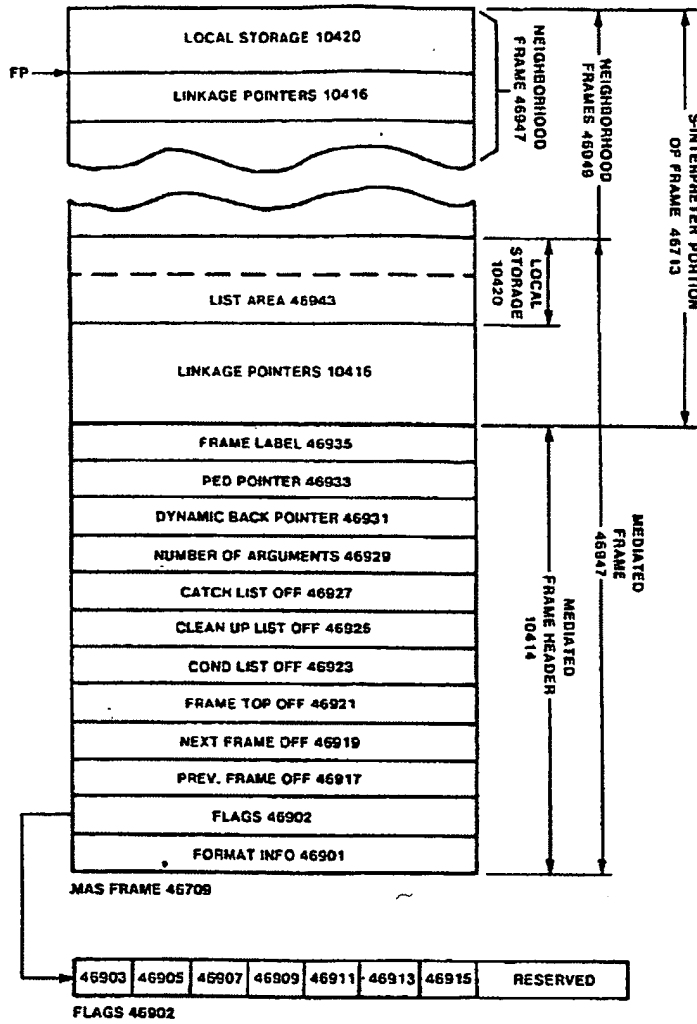 LOCAL STORAGE 10420
FP
LINKAGE POINTERS 10416
NEIGHBORHOOD
FRAME 46947
NEIGHBORHOOD
FRAMES 46049
S-INTERPRETER PORTION
OF FRAME 46713
LIST AREA 46943
LOCAL
STORAGE
10420
LINKAGE POINTERS 10415
FRAME LABEL 46935
PED POINTER 46933
DYNAMIC BACK POINTER 46931
NUMBER OF ARGUMENTS 46929
CATCH LIST OFF 46927
CLEAN UP LIST OFF 46925
COND LIST OFF 46923
FRAME TOP OFF 46921
NEXT FRAME OFF 46919
PREV. FRAME OFF 46917
FLAGS 46902
FORMAT INFO 46901
MEDIATED
FRAME HEADER
10414
MEDIATED
FRAME
46947
MAS FRAME 46709
46903 46905 46907 46909 46911 46913 46915 RESERVED
FLAGS 46902